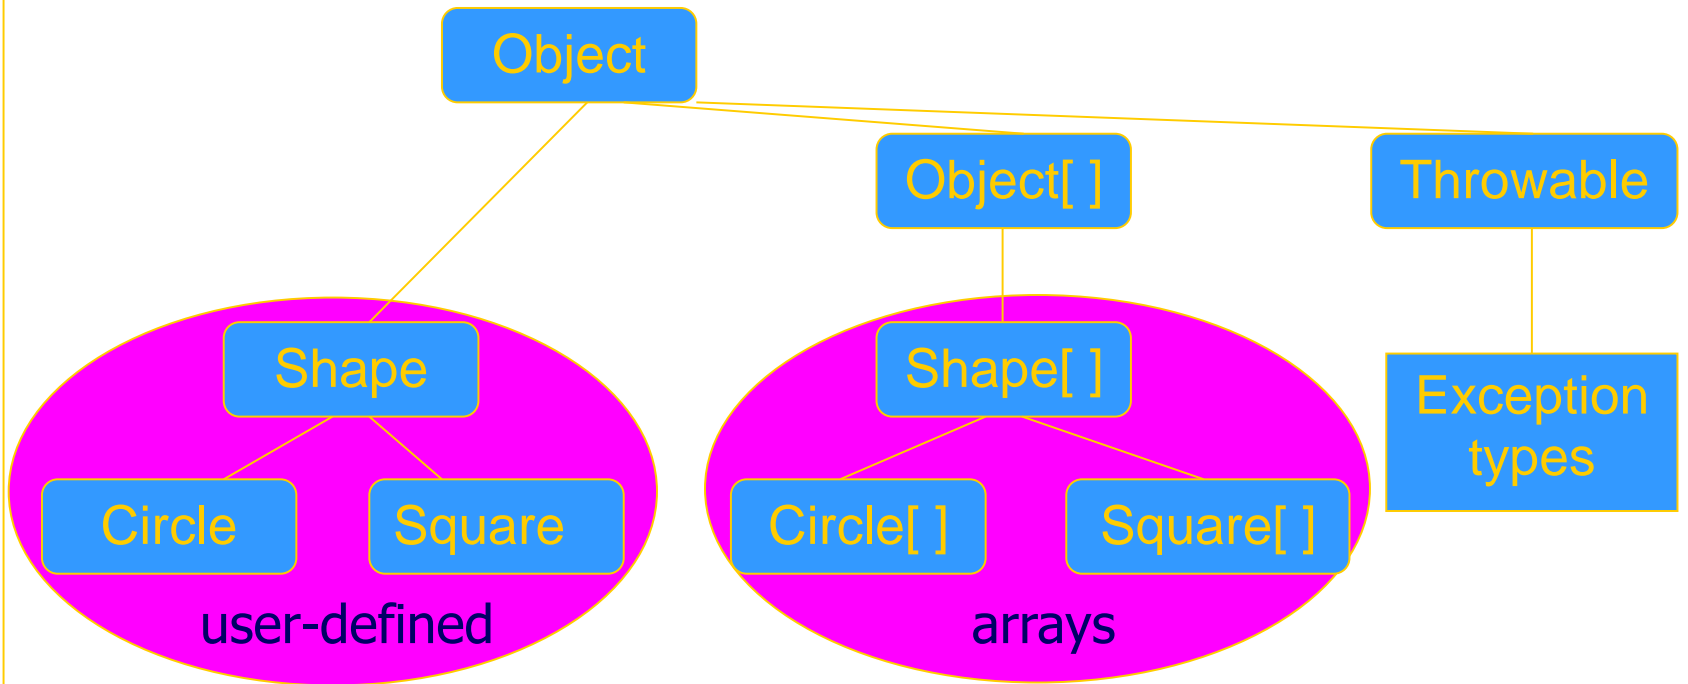 Object
Object[ ]
Throwable
Shape
Shape[ ]
Exception
types
Circle
Square
Circle[ ]
Square[ ]
user-defined
arrays